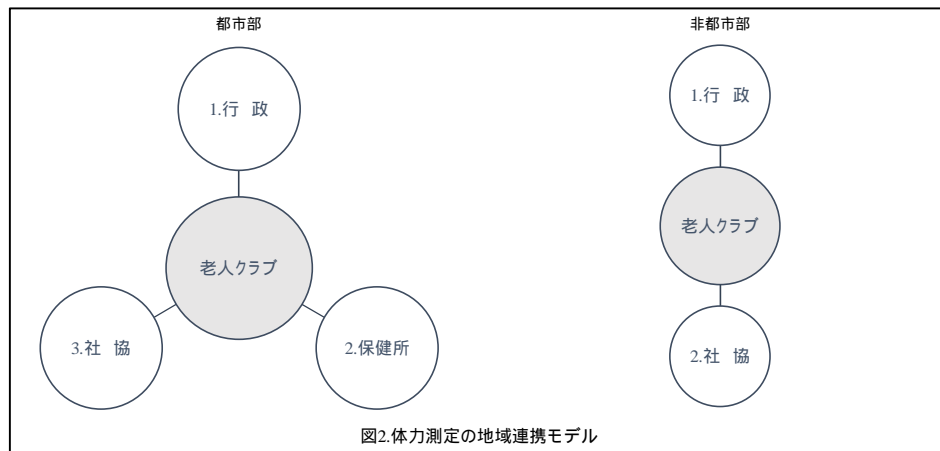 都市部
1.行 政
老人クラブ
3.社 協
2.保健所
非都市部
1.行 政
老人クラブ
2.社 協
図2.体力測定の地域連携モデル